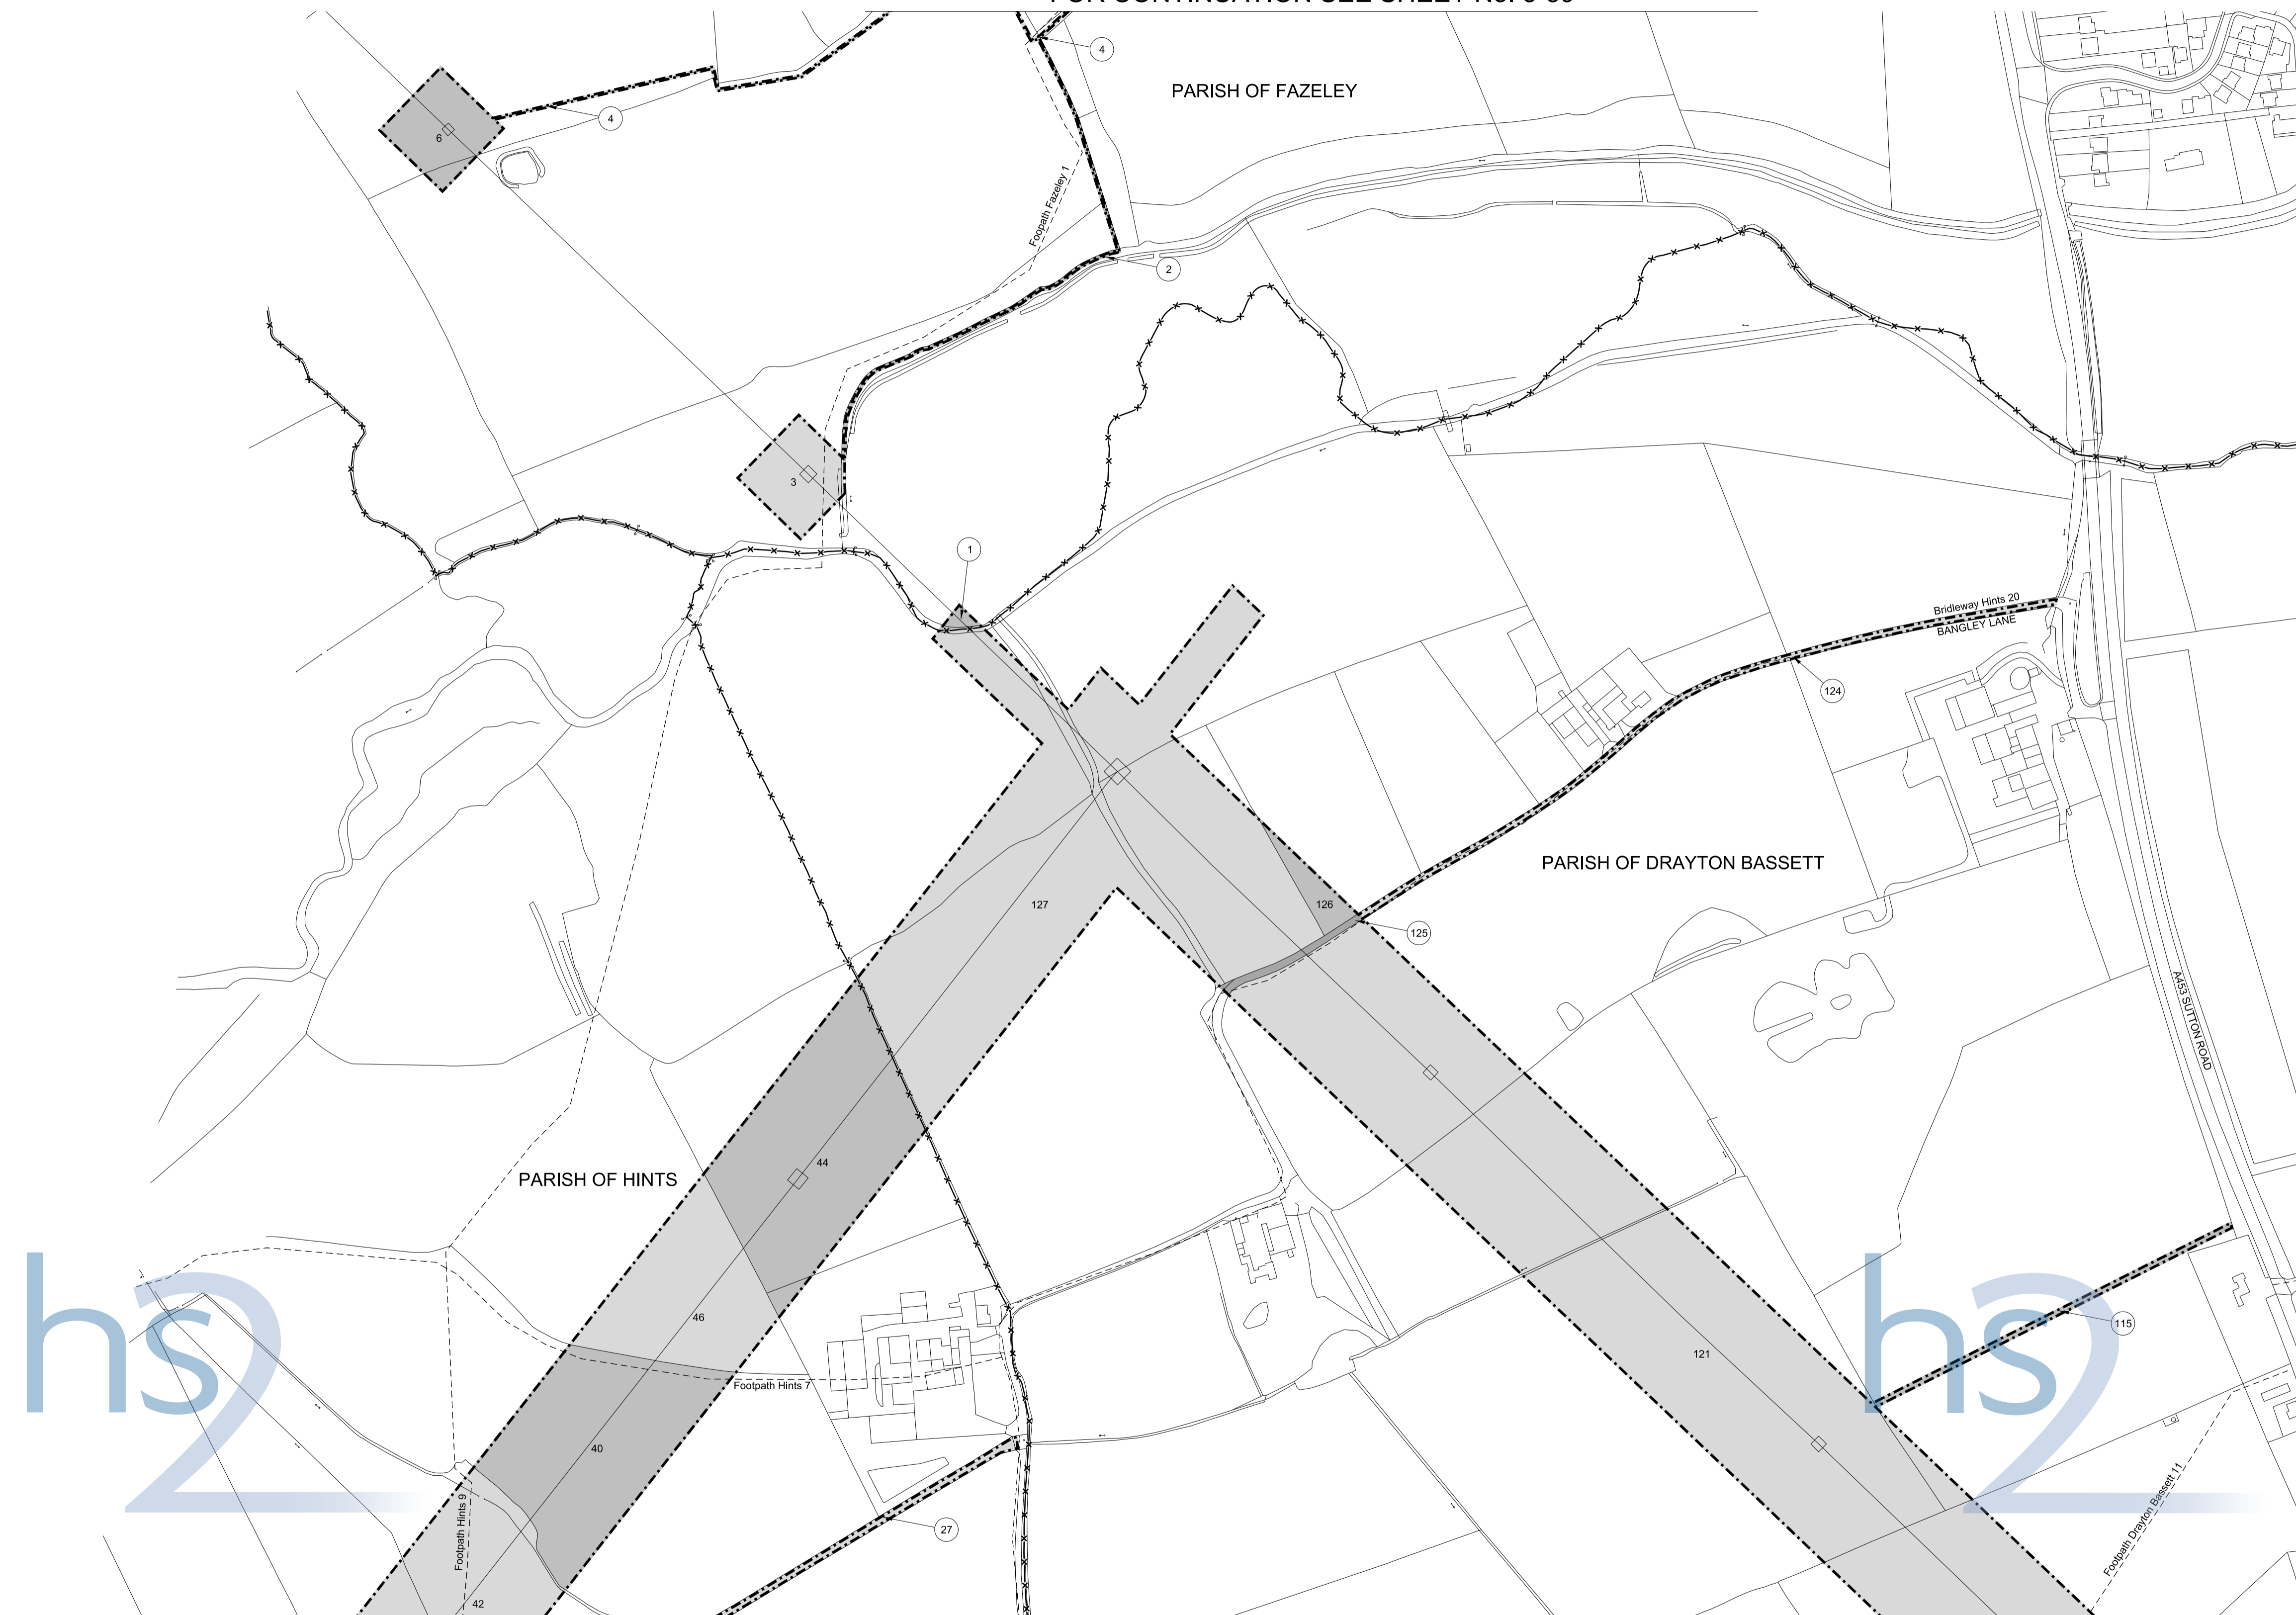 4
PARISH OF FAZELEY
6
4
Foopath Fazeley 1
2
3
1
Bridleway Hints 20
BANGLEY LANE
124
PARISH OF DRAYTON BASSETT
127
126
125
A453 SUTTON ROAD
44
PARISH OF HINTS
46
115
121
Footpath Hints 7
hs2
hs2
40
Footpath Hints 9
27
Footpath Drayton Bassett 11
42